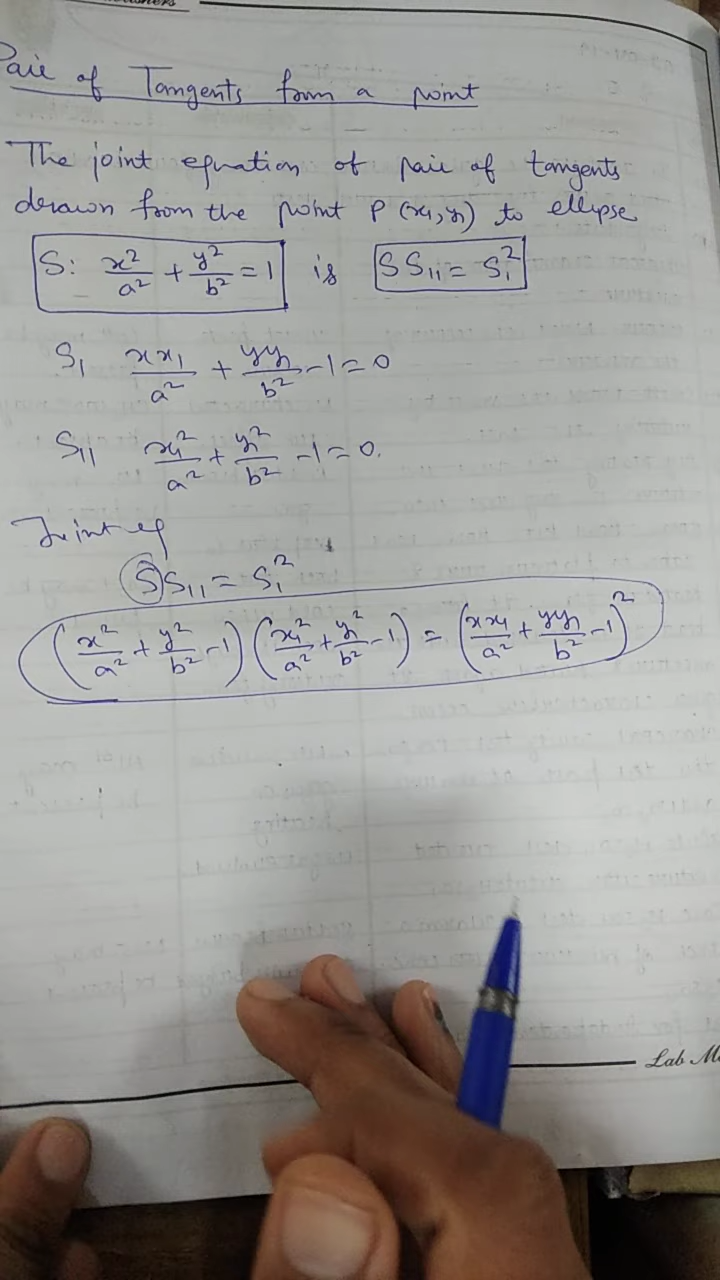 Pair of Tangents from a point
The joint equation of pair of tangents
drawn from the point P (x₁, y₁) to ellipse
S: x²/a² + y²/b² = 1 is SS₁₁ = S₁²
S₁ xx₁/a² + yy₁/b² - 1 = 0
S₁₁ x₁²/a² + y₁²/b² - 1 = 0.
Joint eq
SS₁₁ = S₁²
(x²/a² + y²/b² - 1) (x₁²/a² + y₁²/b² - 1) = (xx₁/a² + yy₁/b² - 1)²